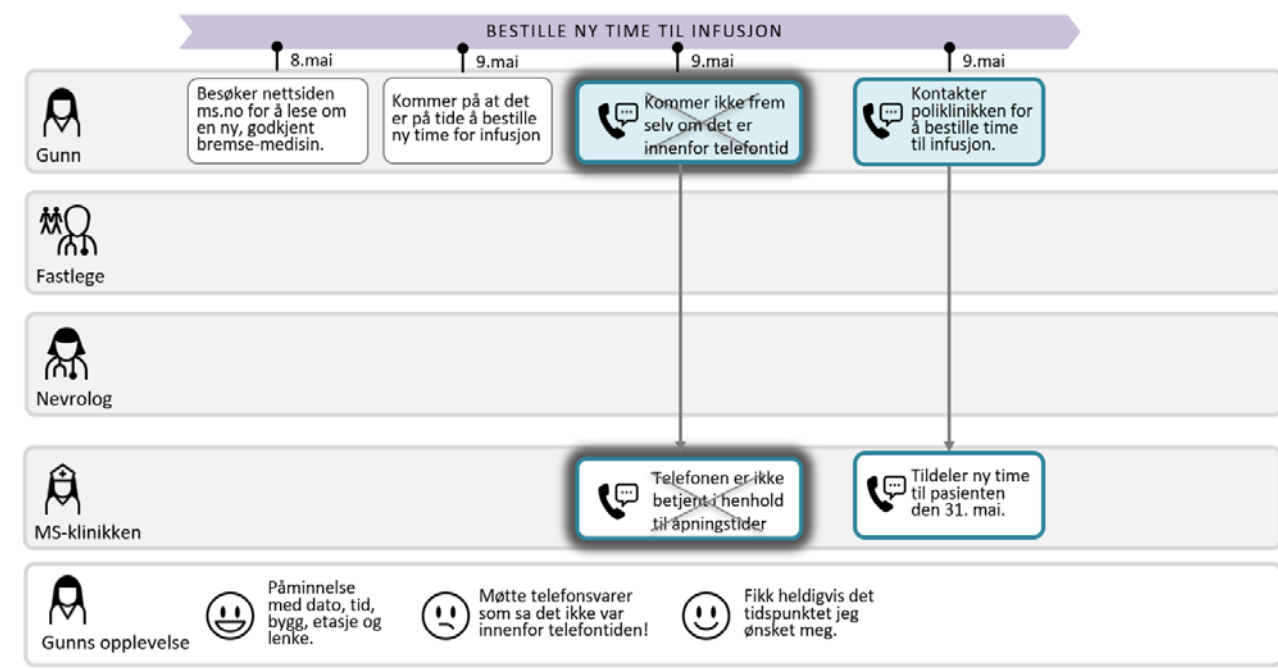 BESTILLE NY TIME TIL INFUSJON
8.mai
9.mai
9.mai
9.mai
Gunn
Besøker nettsiden
ms.no for å lese om
en ny, godkjent
bremse-medisin.
Kommer på at det
er på tide å bestille
ny time for infusjon
Kommer ikke frem
selv om det er
innenfor telefontid
Kontakter
poliklinikken for
å bestille time
til infusjon.
Fastlege
Nevrolog
MS-klinikken
Telefonen er ikke
betjent i henhold
til åpningstider
Tildeler ny time
til pasienten
den 31. mai.
Gunns opplevelse
Påminnelse
med dato, tid,
bygg, etasje og
lenke.
Møtte telefonsvarer
som sa det ikke var
innenfor telefontiden!
Fikk heldigvis det
tidspunktet jeg
ønsket meg.